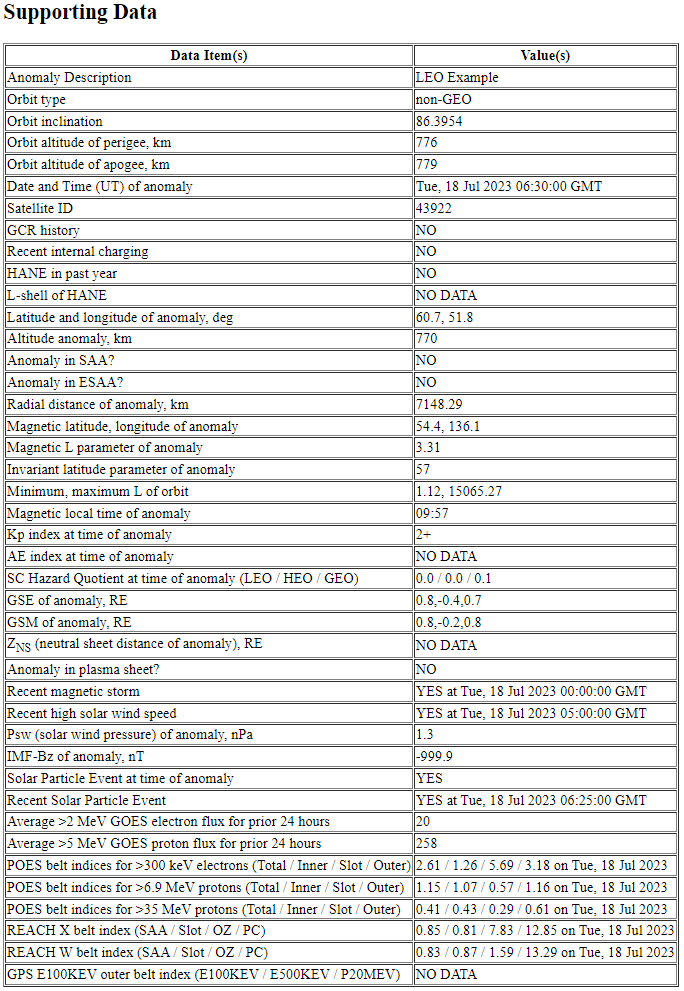 Supporting Data
Data Item(s) Value(s)
Anomaly Description LEO Example
Orbit type non-GEO
Orbit inclination 86.3954
Orbit altitude of perigee, km 776
Orbit altitude of apogee, km 779
Date and Time (UT) of anomaly Tue, 18 Jul 2023 06:30:00 GMT
Satellite ID 43922
GCR history NO
Recent internal charging NO
HANE in past year NO
L-shell of HANE NO DATA
Latitude and longitude of anomaly, deg 60.7, 51.8
Altitude anomaly, km 770
Anomaly in SAA? NO
Anomaly in ESAA? NO
Radial distance of anomaly, km 7148.29
Magnetic latitude, longitude of anomaly 54.4, 136.1
Magnetic L parameter of anomaly 3.31
Invariant latitude parameter of anomaly 57
Minimum, maximum L of orbit 1.12, 15065.27
Magnetic local time of anomaly 09:57
Kp index at time of anomaly 2+
AE index at time of anomaly NO DATA
SC Hazard Quotient at time of anomaly (LEO / HEO / GEO) 0.0 / 0.0 / 0.1
GSE of anomaly, RE 0.8,-0.4,0.7
GSM of anomaly, RE 0.8,-0.2,0.8
ZNS (neutral sheet distance of anomaly), RE NO DATA
Anomaly in plasma sheet? NO
Recent magnetic storm YES at Tue, 18 Jul 2023 00:00:00 GMT
Recent high solar wind speed YES at Tue, 18 Jul 2023 05:00:00 GMT
Psw (solar wind pressure) of anomaly, nPa 1.3
IMF-Bz of anomaly, nT -999.9
Solar Particle Event at time of anomaly YES
Recent Solar Particle Event YES at Tue, 18 Jul 2023 06:25:00 GMT
Average >2 MeV GOES electron flux for prior 24 hours 20
Average >5 MeV GOES proton flux for prior 24 hours 258
POES belt indices for >300 keV electrons (Total / Inner / Slot / Outer) 2.61 / 1.26 / 5.69 / 3.18 on Tue, 18 Jul 2023
POES belt indices for >6.9 MeV protons (Total / Inner / Slot / Outer) 1.15 / 1.07 / 0.57 / 1.16 on Tue, 18 Jul 2023
POES belt indices for >35 MeV protons (Total / Inner / Slot / Outer) 0.41 / 0.43 / 0.29 / 0.61 on Tue, 18 Jul 2023
REACH X belt index (SAA / Slot / OZ / PC) 0.85 / 0.81 / 7.83 / 12.85 on Tue, 18 Jul 2023
REACH W belt index (SAA / Slot / OZ / PC) 0.83 / 0.87 / 1.59 / 13.29 on Tue, 18 Jul 2023
GPS E100KEV outer belt index (E100KEV / E500KEV / P20MEV) NO DATA